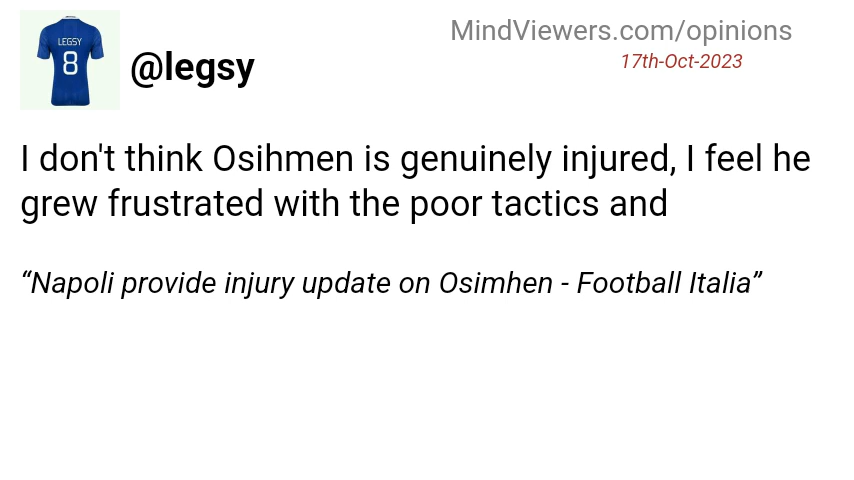 LEGSY
8
@legsy
MindViewers.com/opinions
17th-Oct-2023
I don't think Osihmen is genuinely injured, I feel he
grew frustrated with the poor tactics and
“Napoli provide injury update on Osimhen - Football Italia”